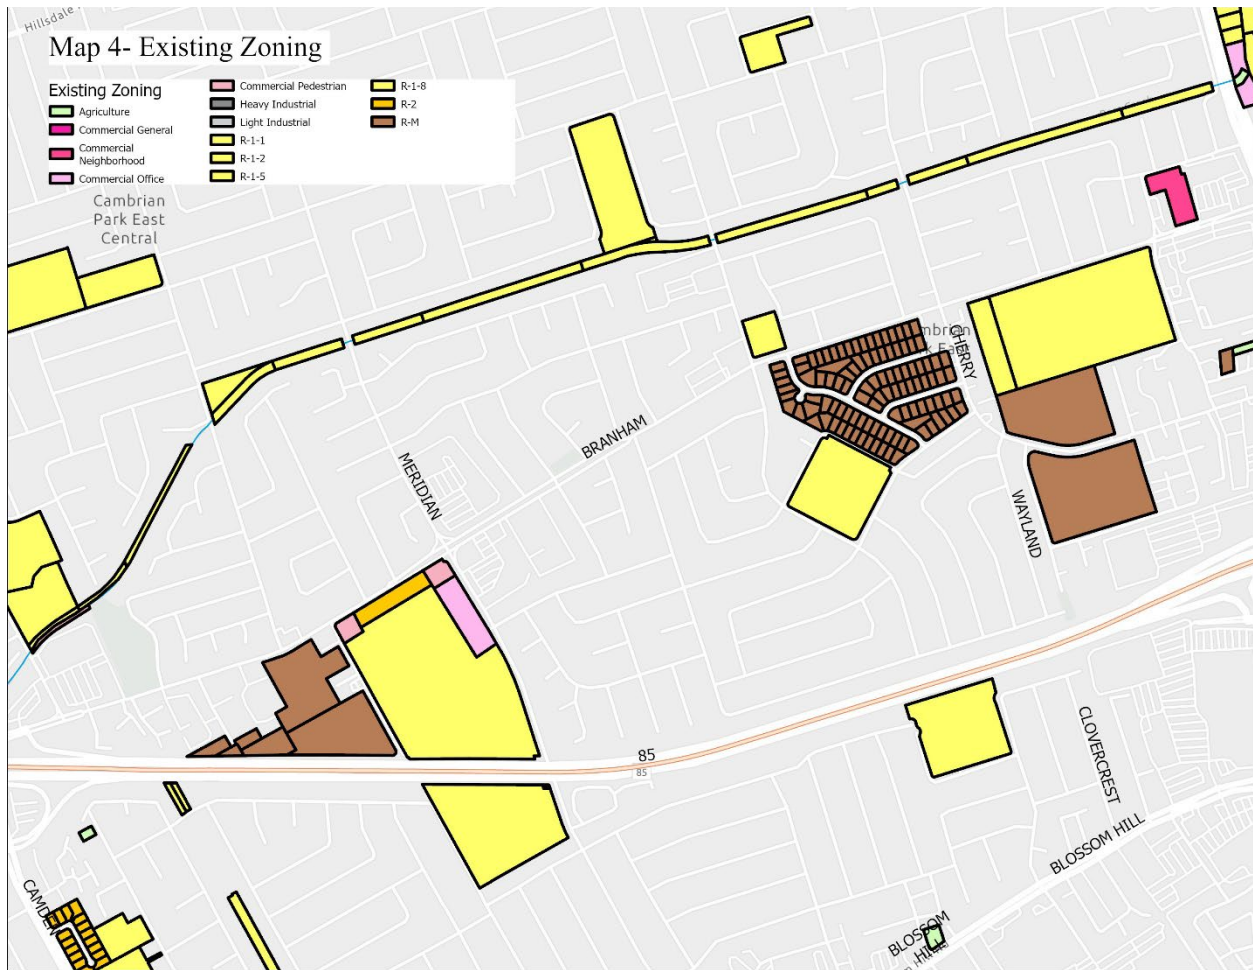 Hillsdale
Map 4- Existing Zoning
Existing Zoning
Agriculture
Commercial General
Commercial
Neighborhood
Commercial Office
Commercial Pedestrian
Heavy Industrial
Light Industrial
R-1-1
R-1-2
R-1-5
R-1-8
R-2
R-M
Cambrian
Park East
Central
CHERRY
BRANHAM
MERIDIAN
WAYLAND
85
85
CLOVERCREST
BLOSSOM HILL
CAMDEN
BLOSSOM
HILL